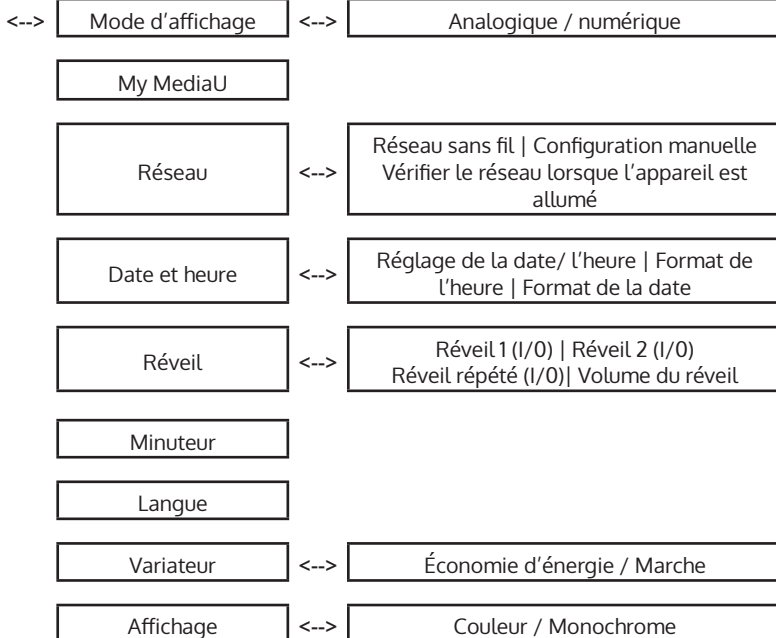 <--> Mode d’affichage <--> Analogique / numérique
My MediaU
Réseau <--> Réseau sans fil | Configuration manuelle
Vérifier le réseau lorsque l’appareil est
allumé
Date et heure <--> Réglage de la date/ l’heure | Format de
l’heure | Format de la date
Réveil <--> Réveil 1 (I/0) | Réveil 2 (I/0)
Réveil répété (I/0)| Volume du réveil
Minuteur
Langue
Variateur <--> Économie d’énergie / Marche
Affichage <--> Couleur / Monochrome